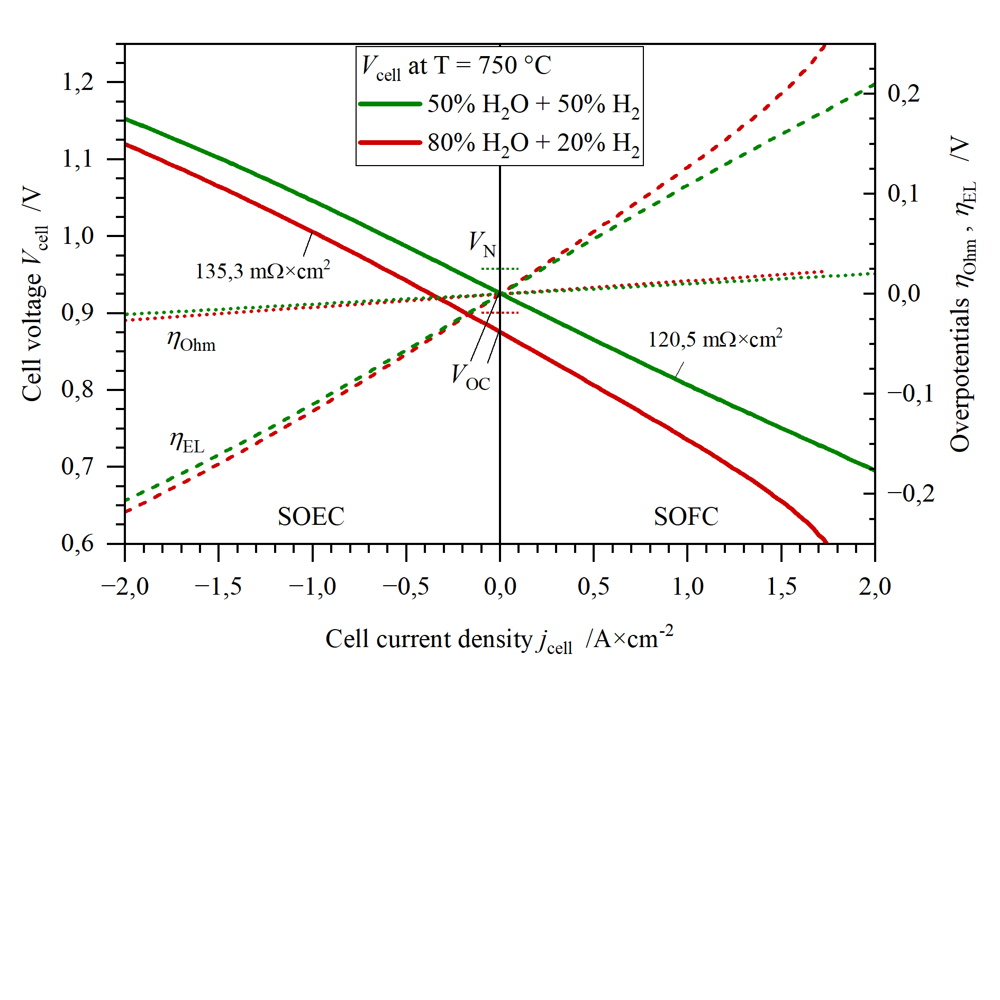 V_cell at T = 750 °C
50% H₂O + 50% H₂
80% H₂O + 20% H₂
Cell voltage V_cell /V
1,2
1,1
1,0
0,9
0,8
0,7
0,6
0,2
0,1
0,0
−0,1
−0,2
Overpotentials η_Ohm , η_EL /V
V_N
135,3 mΩ×cm²
120,5 mΩ×cm²
η_Ohm
V_OC
η_EL
SOEC
SOFC
−2,0 −1,5 −1,0 −0,5 0,0 0,5 1,0 1,5 2,0
Cell current density j_cell /A×cm⁻²